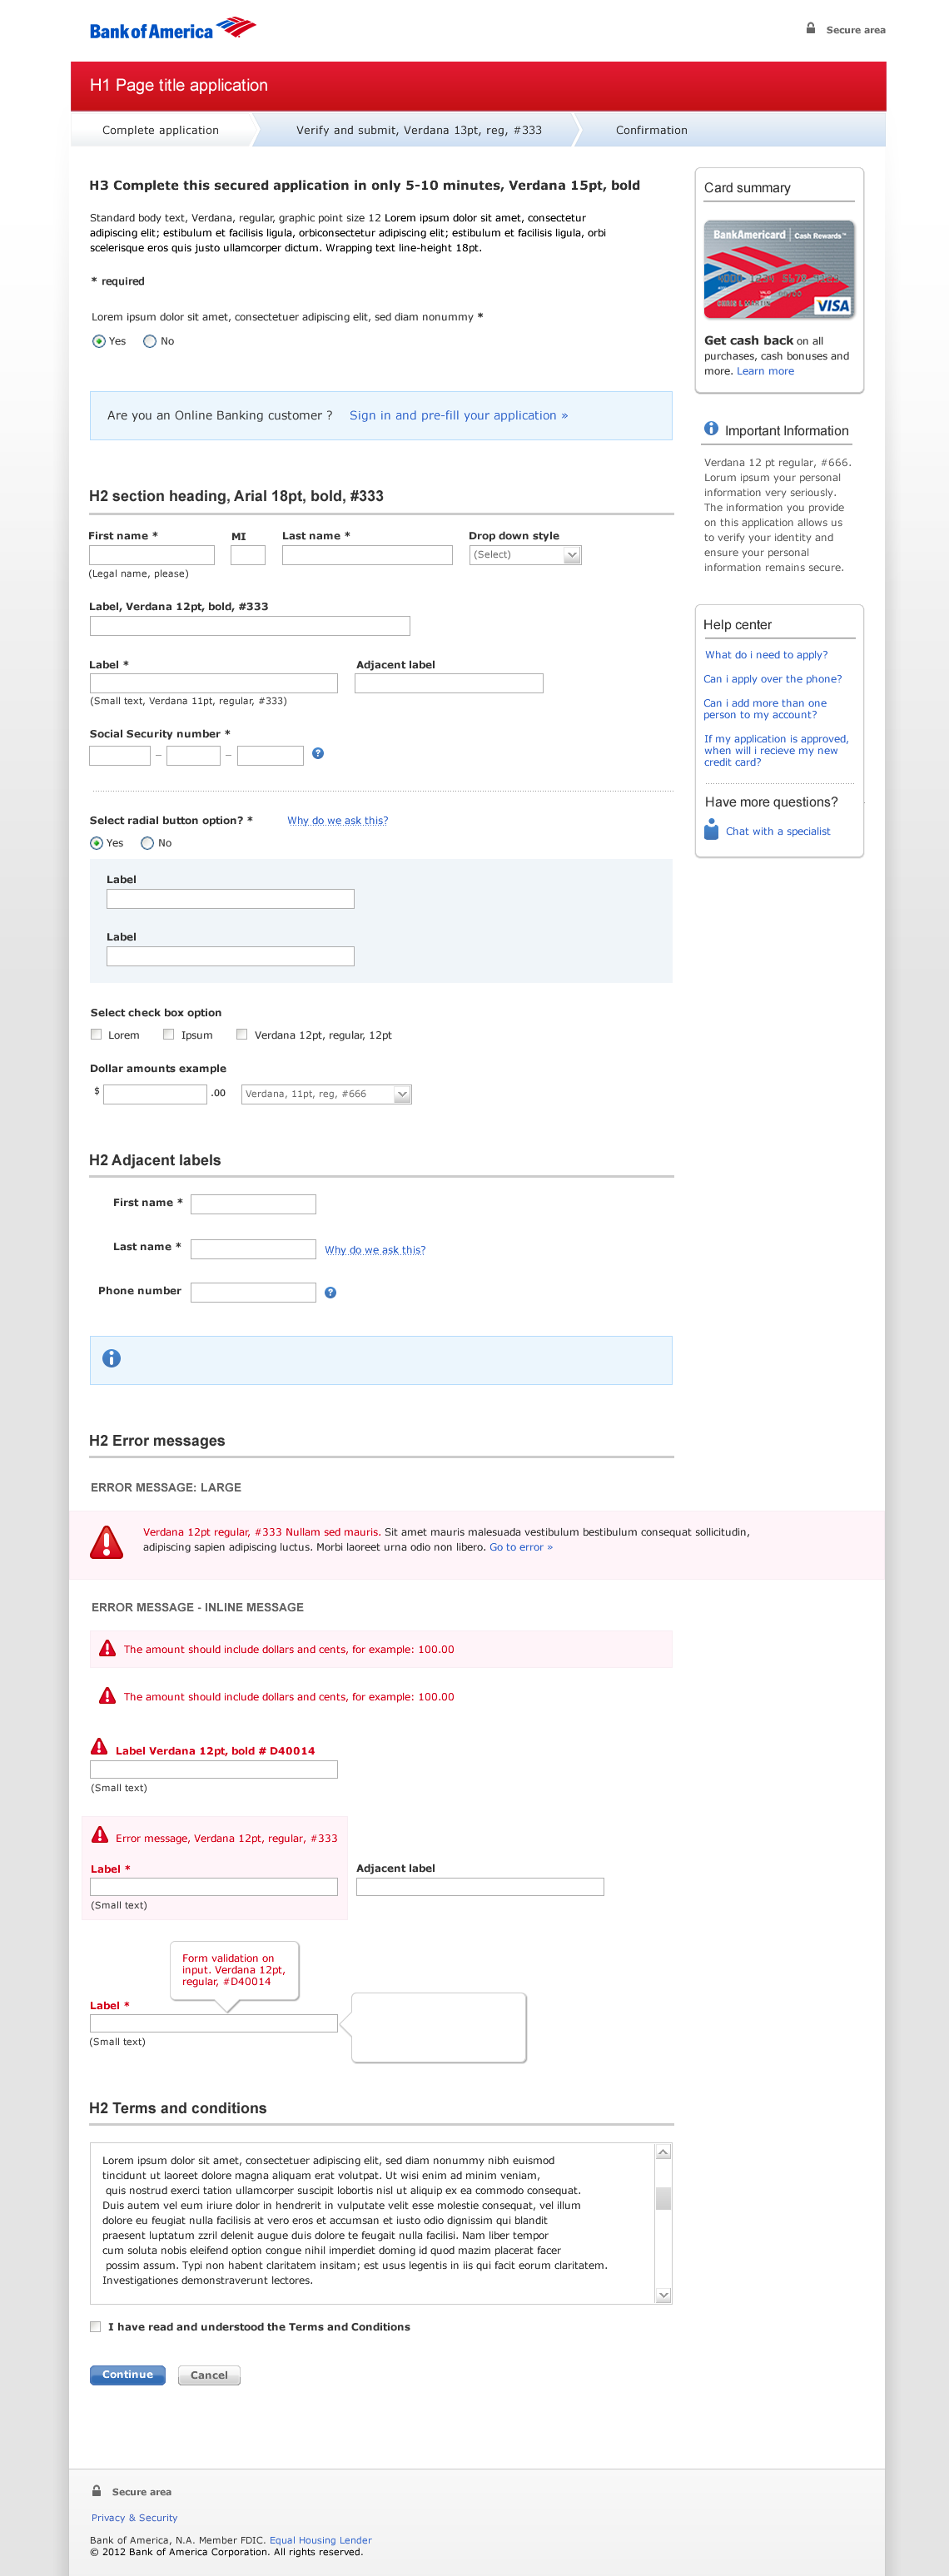 Bank of America
Secure area
H1 Page title application
Complete application
Verify and submit, Verdana 13pt, reg, #333
Confirmation
H3 Complete this secured application in only 5-10 minutes, Verdana 15pt, bold
Standard body text, Verdana, regular, graphic point size 12 Lorem ipsum dolor sit amet, consectetur
adipiscing elit; estibulum et facilisis ligula, orbiconsectetur adipiscing elit; estibulum et facilisis ligula, orbi
scelerisque eros quis justo ullamcorper dictum. Wrapping text line-height 18pt.
* required
Lorem ipsum dolor sit amet, consectetuer adipiscing elit, sed diam nonummy *
Yes No
Are you an Online Banking customer ? Sign in and pre-fill your application »
H2 section heading, Arial 18pt, bold, #333
First name * MI Last name * Drop down style
(Select)
(Legal name, please)
Label, Verdana 12pt, bold, #333
Label * Adjacent label
(Small text, Verdana 11pt, regular, #333)
Social Security number *
– –
?
Select radial button option? * Why do we ask this?
Yes No
Label
Label
Select check box option
Lorem Ipsum Verdana 12pt, regular, 12pt
Dollar amounts example
$ .00 Verdana, 11pt, reg, #666
H2 Adjacent labels
First name *
Last name * Why do we ask this?
Phone number ?
i
H2 Error messages
ERROR MESSAGE: LARGE
! Verdana 12pt regular, #333 Nullam sed mauris. Sit amet mauris malesuada vestibulum bestibulum consequat sollicitudin,
adipiscing sapien adipiscing luctus. Morbi laoreet urna odio non libero. Go to error »
ERROR MESSAGE - INLINE MESSAGE
! The amount should include dollars and cents, for example: 100.00
! The amount should include dollars and cents, for example: 100.00
! Label Verdana 12pt, bold # D40014
(Small text)
! Error message, Verdana 12pt, regular, #333
Label * Adjacent label
(Small text)
Form validation on
input. Verdana 12pt,
regular, #D40014
Label *
(Small text)
H2 Terms and conditions
Lorem ipsum dolor sit amet, consectetuer adipiscing elit, sed diam nonummy nibh euismod
tincidunt ut laoreet dolore magna aliquam erat volutpat. Ut wisi enim ad minim veniam,
quis nostrud exerci tation ullamcorper suscipit lobortis nisl ut aliquip ex ea commodo consequat.
Duis autem vel eum iriure dolor in hendrerit in vulputate velit esse molestie consequat, vel illum
dolore eu feugiat nulla facilisis at vero eros et accumsan et iusto odio dignissim qui blandit
praesent luptatum zzril delenit augue duis dolore te feugait nulla facilisi. Nam liber tempor
cum soluta nobis eleifend option congue nihil imperdiet doming id quod mazim placerat facer
possim assum. Typi non habent claritatem insitam; est usus legentis in iis qui facit eorum claritatem.
Investigationes demonstraverunt lectores.
I have read and understood the Terms and Conditions
Continue Cancel
Card summary
BankAmericard Cash Rewards™
VISA
Get cash back on all
purchases, cash bonuses and
more. Learn more
i Important Information
Verdana 12 pt regular, #666.
Lorum ipsum your personal
information very seriously.
The information you provide
on this application allows us
to verify your identity and
ensure your personal
information remains secure.
Help center
What do i need to apply?
Can i apply over the phone?
Can i add more than one
person to my account?
If my application is approved,
when will i recieve my new
credit card?
Have more questions?
Chat with a specialist
Secure area
Privacy & Security
Bank of America, N.A. Member FDIC. Equal Housing Lender
© 2012 Bank of America Corporation. All rights reserved.